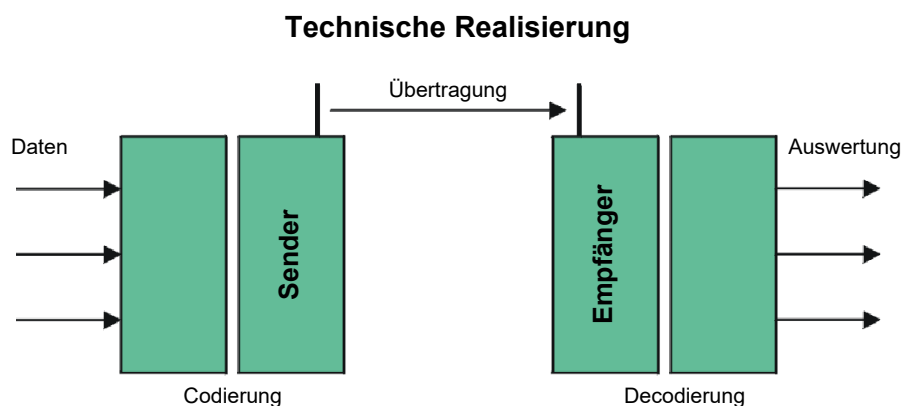 Technische Realisierung
Übertragung
Daten
Auswertung
Sender
Empfänger
Codierung
Decodierung